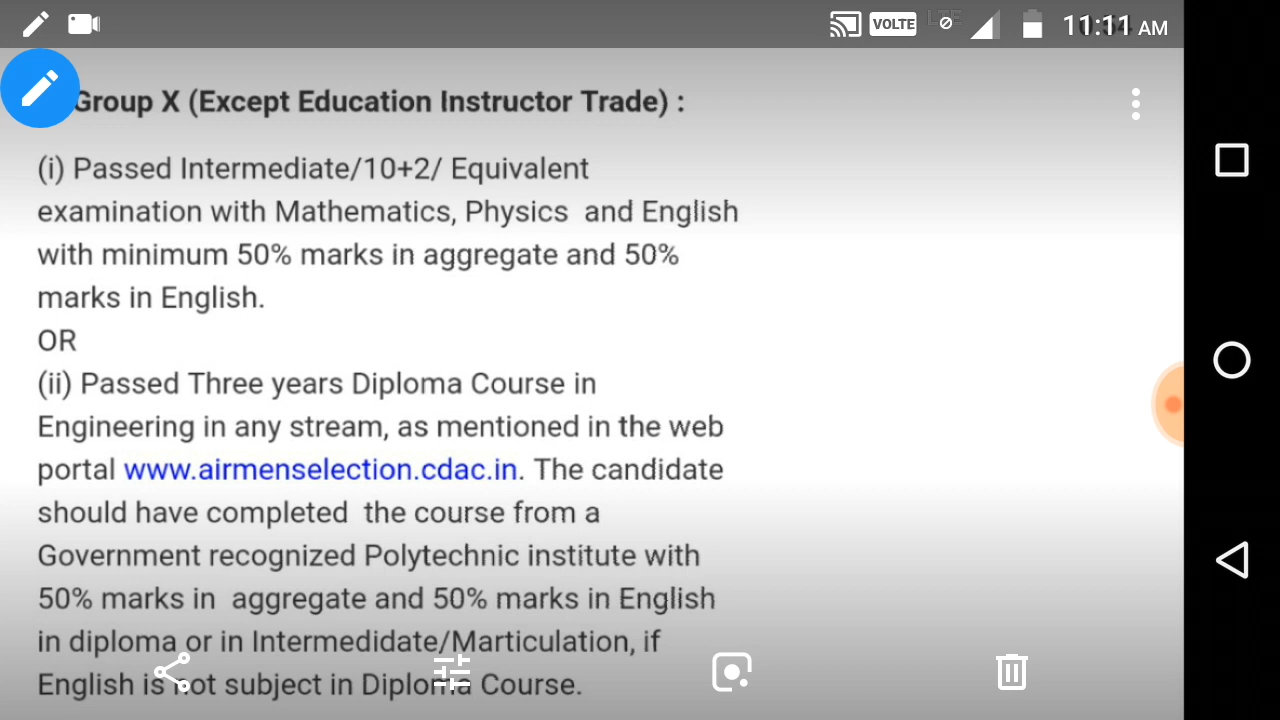 VOLTE LTE 11:11 AM
Group X (Except Education Instructor Trade) :
(i) Passed Intermediate/10+2/ Equivalent
examination with Mathematics, Physics and English
with minimum 50% marks in aggregate and 50%
marks in English.
OR
(ii) Passed Three years Diploma Course in
Engineering in any stream, as mentioned in the web
portal www.airmenselection.cdac.in. The candidate
should have completed the course from a
Government recognized Polytechnic institute with
50% marks in aggregate and 50% marks in English
in diploma or in Intermedidate/Marticulation, if
English is not subject in Diploma Course.